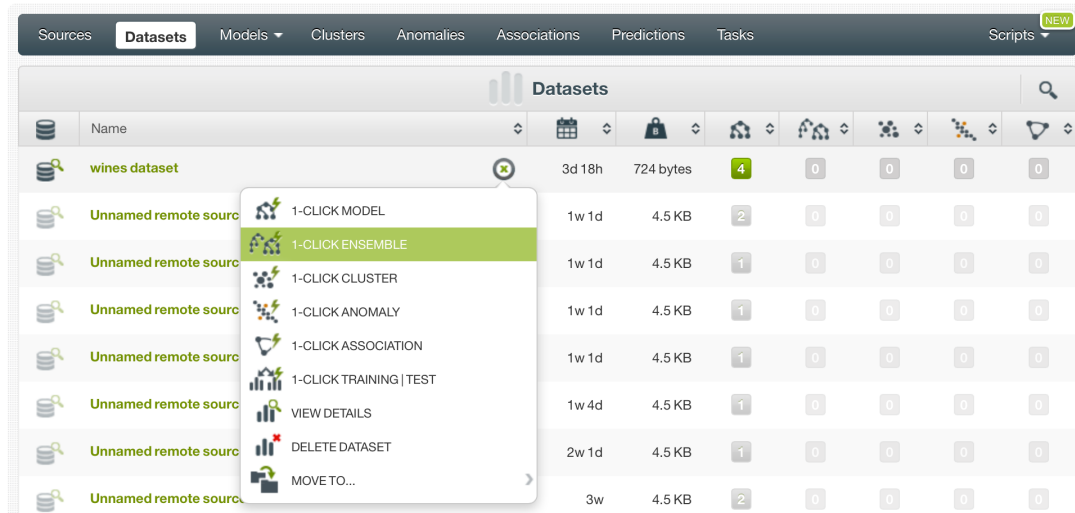 NEW
Sources Datasets Models Clusters Anomalies Associations Predictions Tasks Scripts
Datasets
Name B
wines dataset 3d 18h 724 bytes 4 0 0 0 0
1-CLICK MODEL
Unnamed remote sourc 1w 1d 4.5 KB 2 0 0 0 0
1-CLICK ENSEMBLE
Unnamed remote sourc 1w 1d 4.5 KB 1 0 0 0 0
1-CLICK CLUSTER
Unnamed remote sourc 1w 1d 4.5 KB 1 0 0 0 0
1-CLICK ANOMALY
1-CLICK ASSOCIATION
Unnamed remote sourc 1w 1d 4.5 KB 1 0 0 0 0
1-CLICK TRAINING | TEST
Unnamed remote sourc 1w 4d 4.5 KB 1 0 0 0 0
VIEW DETAILS
DELETE DATASET
Unnamed remote sourc 2w 1d 4.5 KB 1 0 0 0 0
MOVE TO...
Unnamed remote sourc 3w 4.5 KB 2 0 0 0 0